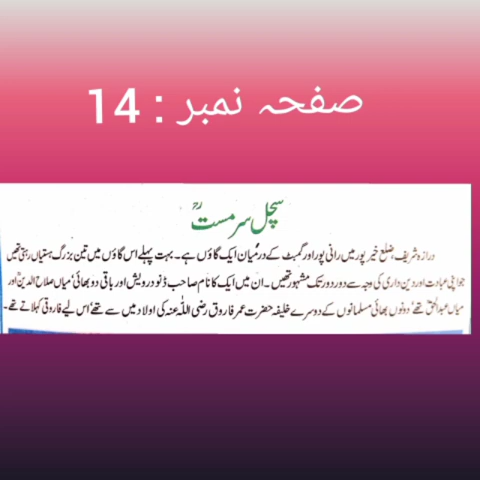 صفحہ نمبر : 14
سچل سرمستؒ
درازہ شریف ضلع خیرپور میں رانی پور اور گمبٹ کے درمیان ایک گاؤں ہے۔ بہت پہلے اس گاؤں میں تین بزرگ ہستیاں رہتی تھیں
جو اپنی عبادت اور دین داری کی وجہ سے دور دور تک مشہور تھیں۔ ان میں ایک کا نام صاحب ڈنو درویش اور باقی دو بھائی میاں صلاح الدینؒ اور
میاں عبدالحقؒ تھے‘ دونوں بھائی مسلمانوں کے دوسرے خلیفہ حضرت عمر فاروق رضی اللہ عنہ کی اولاد میں سے تھے‘ اس لیے فاروقی کہلاتے تھے۔